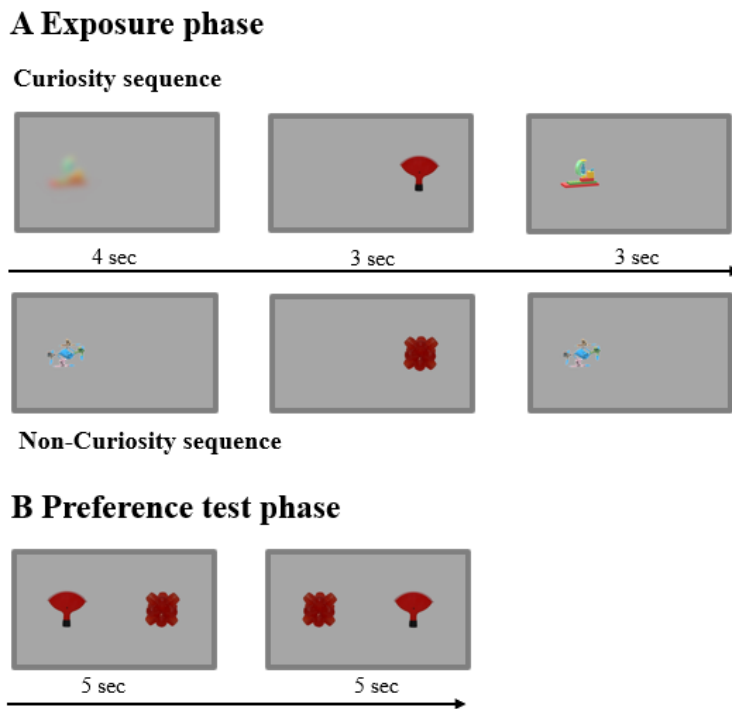 A Exposure phase
Curiosity sequence
4 sec
3 sec
3 sec
Non-Curiosity sequence
B Preference test phase
5 sec
5 sec